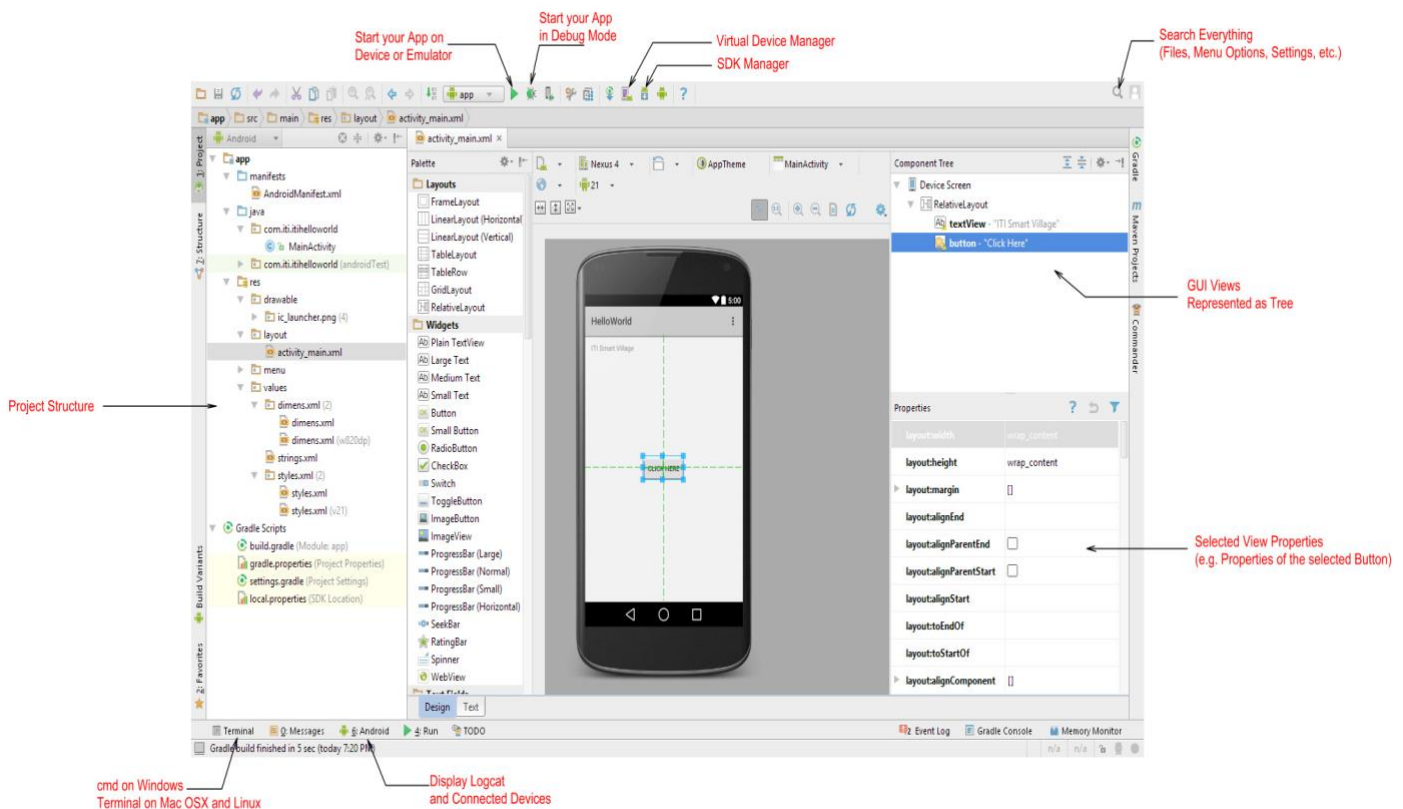 Start your App on
Device or Emulator
Start your App
in Debug Mode
Virtual Device Manager
SDK Manager
Search Everything
(Files, Menu Options, Settings, etc.)
app
?
app
src
main
res
layout
activity_main.xml
1: Project
7: Structure
Build Variants
2: Favorites
Android
app
manifests
AndroidManifest.xml
java
com.iti.itihelloworld
MainActivity
com.iti.itihelloworld (androidTest)
res
drawable
ic_launcher.png (4)
layout
activity_main.xml
menu
values
dimens.xml (2)
dimens.xml
dimens.xml (w820dp)
strings.xml
styles.xml (2)
styles.xml
styles.xml (v21)
Gradle Scripts
build.gradle (Module: app)
gradle.properties (Project Properties)
settings.gradle (Project Settings)
local.properties (SDK Location)
Project Structure
activity_main.xml
Palette
Layouts
FrameLayout
LinearLayout (Horizontal
LinearLayout (Vertical)
TableLayout
TableRow
GridLayout
RelativeLayout
Widgets
Plain TextView
Large Text
Medium Text
Small Text
Button
Small Button
RadioButton
CheckBox
Switch
ToggleButton
ImageButton
ImageView
ProgressBar (Large)
ProgressBar (Normal)
ProgressBar (Small)
ProgressBar (Horizontal)
SeekBar
RatingBar
Spinner
WebView
Text Fields
Design
Text
Nexus 4
AppTheme
MainActivity
21
5:00
HelloWorld
ITI Smart Village
CLICK HERE
Component Tree
Device Screen
RelativeLayout
textView - "ITI Smart Village"
button - "Click Here"
GUI Views
Represented as Tree
Gradle
Maven Projects
Commander
Properties
?
layout:width wrap_content
layout:height wrap_content
layout:margin []
layout:alignEnd
layout:alignParentEnd
layout:alignParentStart
layout:alignStart
layout:toEndOf
layout:toStartOf
layout:alignComponent []
Selected View Properties
(e.g. Properties of the selected Button)
Terminal
0: Messages
6: Android
4: Run
TODO
Event Log
Gradle Console
Memory Monitor
Gradle build finished in 5 sec (today 7:20 PM)
n/a n/a
cmd on Windows
Terminal on Mac OSX and Linux
Display Logcat
and Connected Devices